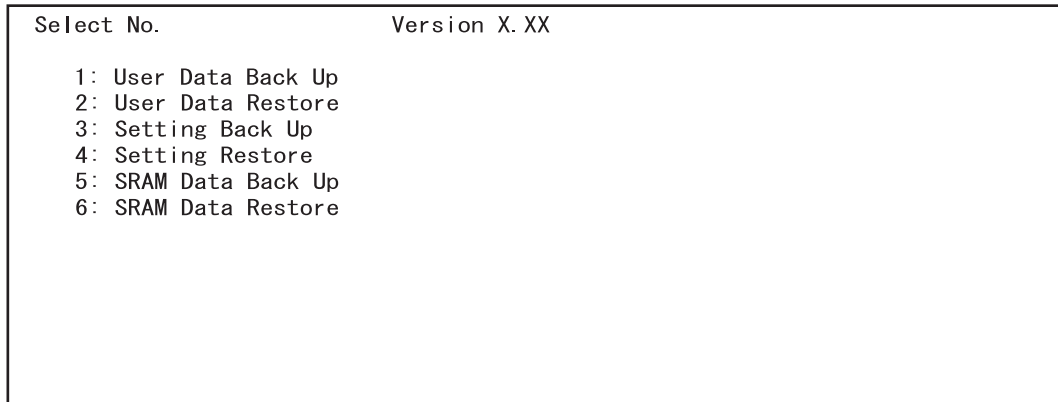 Select No. Version X.XX
1: User Data Back Up
2: User Data Restore
3: Setting Back Up
4: Setting Restore
5: SRAM Data Back Up
6: SRAM Data Restore